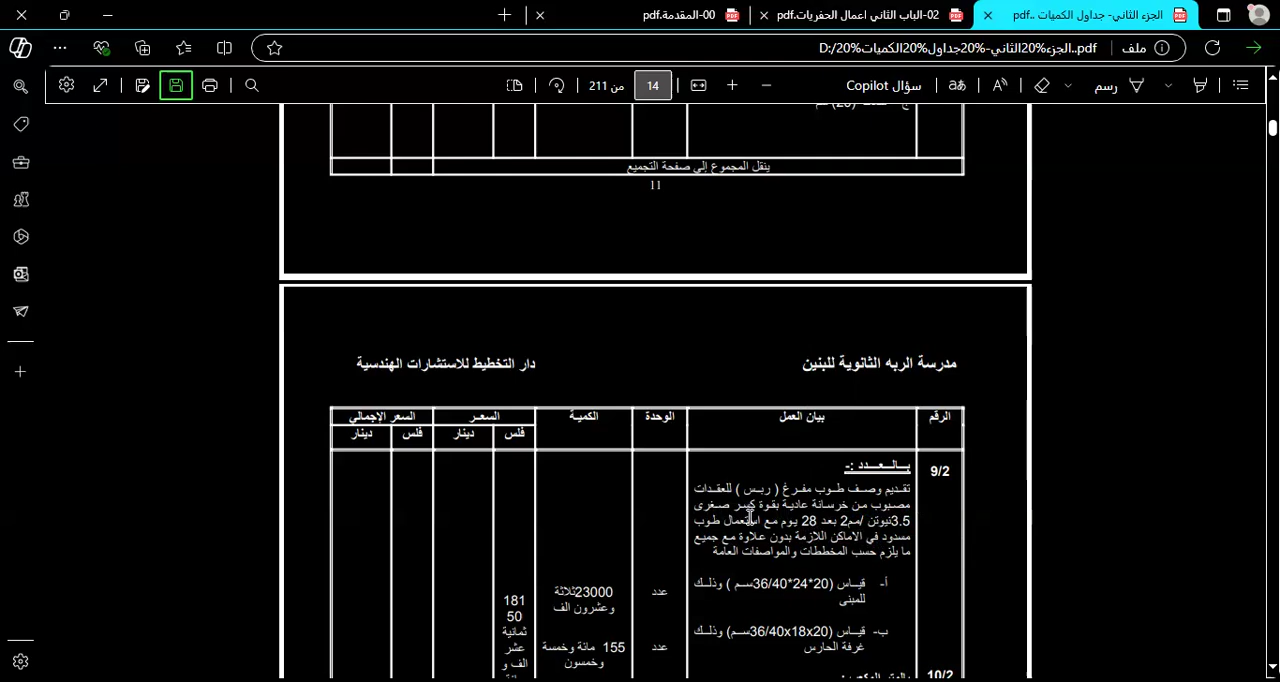 الجزء الثاني- جداول الكميات ..pdf
02-الباب الثاني اعمال الحفريات.pdf
00-المقدمة.pdf
ملف
D:/الجزء%20الثاني-%20جداول%20الكميات..pdf
رسم
سؤال Copilot
14
من 211
ينقل المجموع إلى صفحة التجميع
11
مدرسة الربه الثانوية للبنين
دار التخطيط للاستشارات الهندسية
الرقم
بيان العمل
الوحدة
الكمية
السعر
السعر الإجمالي
فلس
دينار
فلس
دينار
9/2
بالعدد :-
تقديم وصف طوب مفرغ ( ربس ) للعقدات
مصبوب من خرسانة عادية بقوة كسر صغرى
3.5نيوتن /مم2 بعد 28 يوم مع استعمال طوب
مسدود في الاماكن اللازمة بدون علاوة مع جميع
ما يلزم حسب المخططات والمواصفات العامة
أ- قياس (20*24*36/40سم ) وذلك
للمبنى
عدد
23000ثلاثة
وعشرون الف
181
50
ثمانية
عشر
الف و
ب- قياس (36/40x18x20سم) وذلك
غرفة الحارس
عدد
155 مائة وخمسة
وخمسون
10/2
بالمتر المكعب :